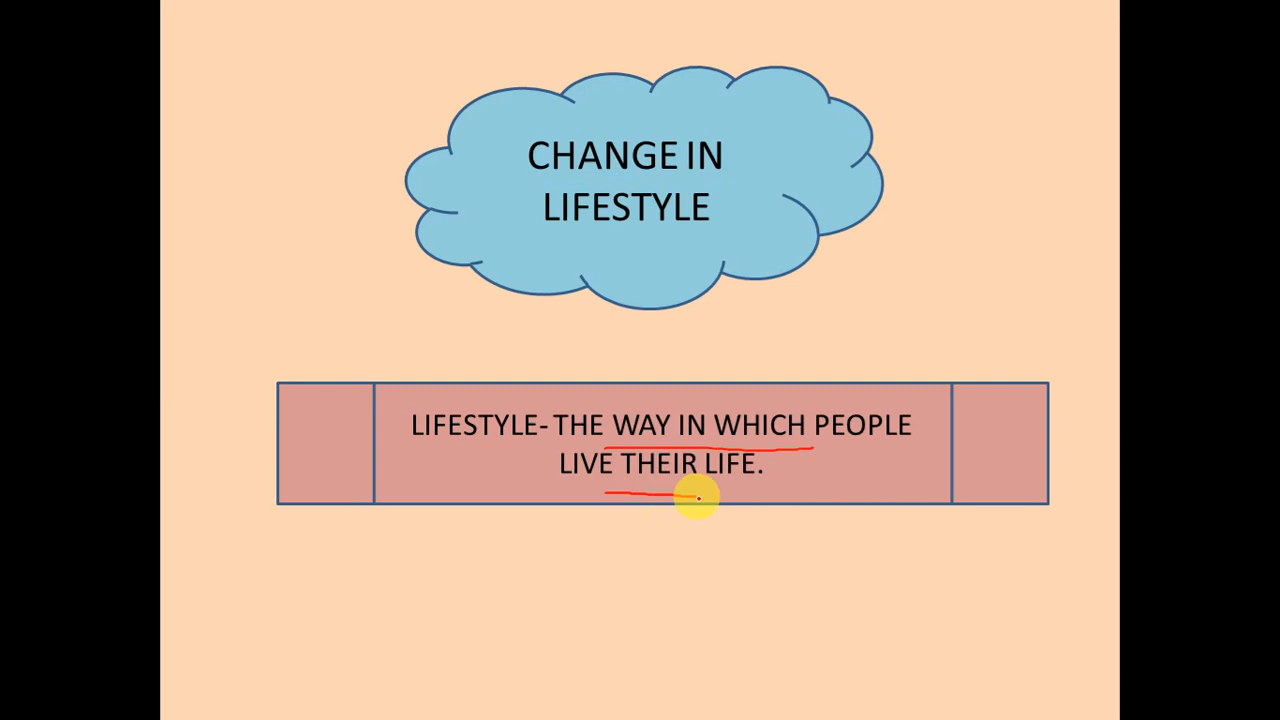 CHANGE IN
LIFESTYLE
LIFESTYLE- THE WAY IN WHICH PEOPLE
LIVE THEIR LIFE.